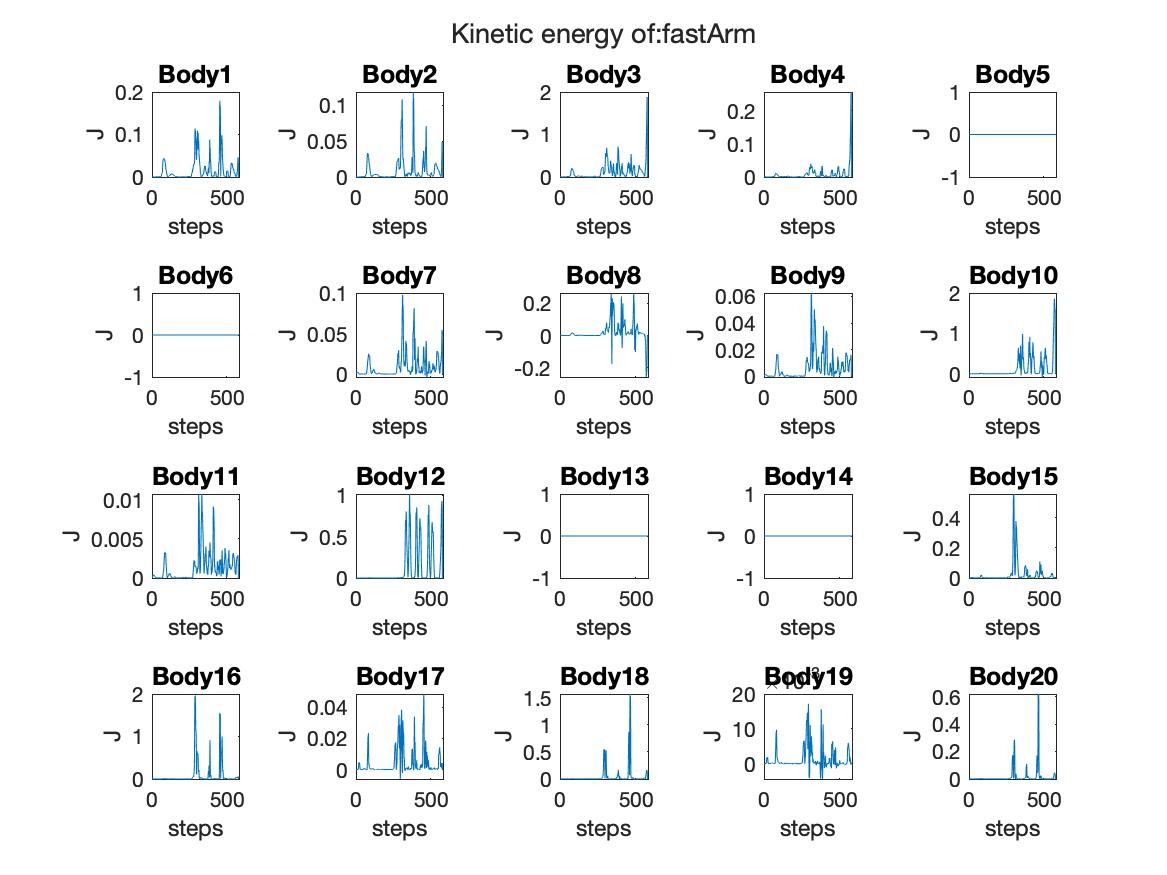 Kinetic energy of:fastArm
Body1 Body2 Body3 Body4 Body5
0.2 0.1 0
J
0 500
steps
0.1 0.05 0
J
0 500
steps
2 1 0
J
0 500
steps
0.2 0.1 0
J
0 500
steps
1 0 -1
J
0 500
steps
Body6 Body7 Body8 Body9 Body10
1 0 -1
J
0 500
steps
0.1 0.05 0
J
0 500
steps
0.2 0 -0.2
J
0 500
steps
0.06 0.04 0.02 0
J
0 500
steps
2 1 0
J
0 500
steps
Body11 Body12 Body13 Body14 Body15
0.01 0.005 0
J
0 500
steps
1 0.5 0
J
0 500
steps
1 0 -1
J
0 500
steps
1 0 -1
J
0 500
steps
0.4 0.2 0
J
0 500
steps
Body16 Body17 Body18 Body19 Body20
2 1 0
J
0 500
steps
0.04 0.02 0
J
0 500
steps
1.5 1 0.5 0
J
0 500
steps
20 10 0
J
0 500
steps
0.6 0.4 0.2 0
J
0 500
steps